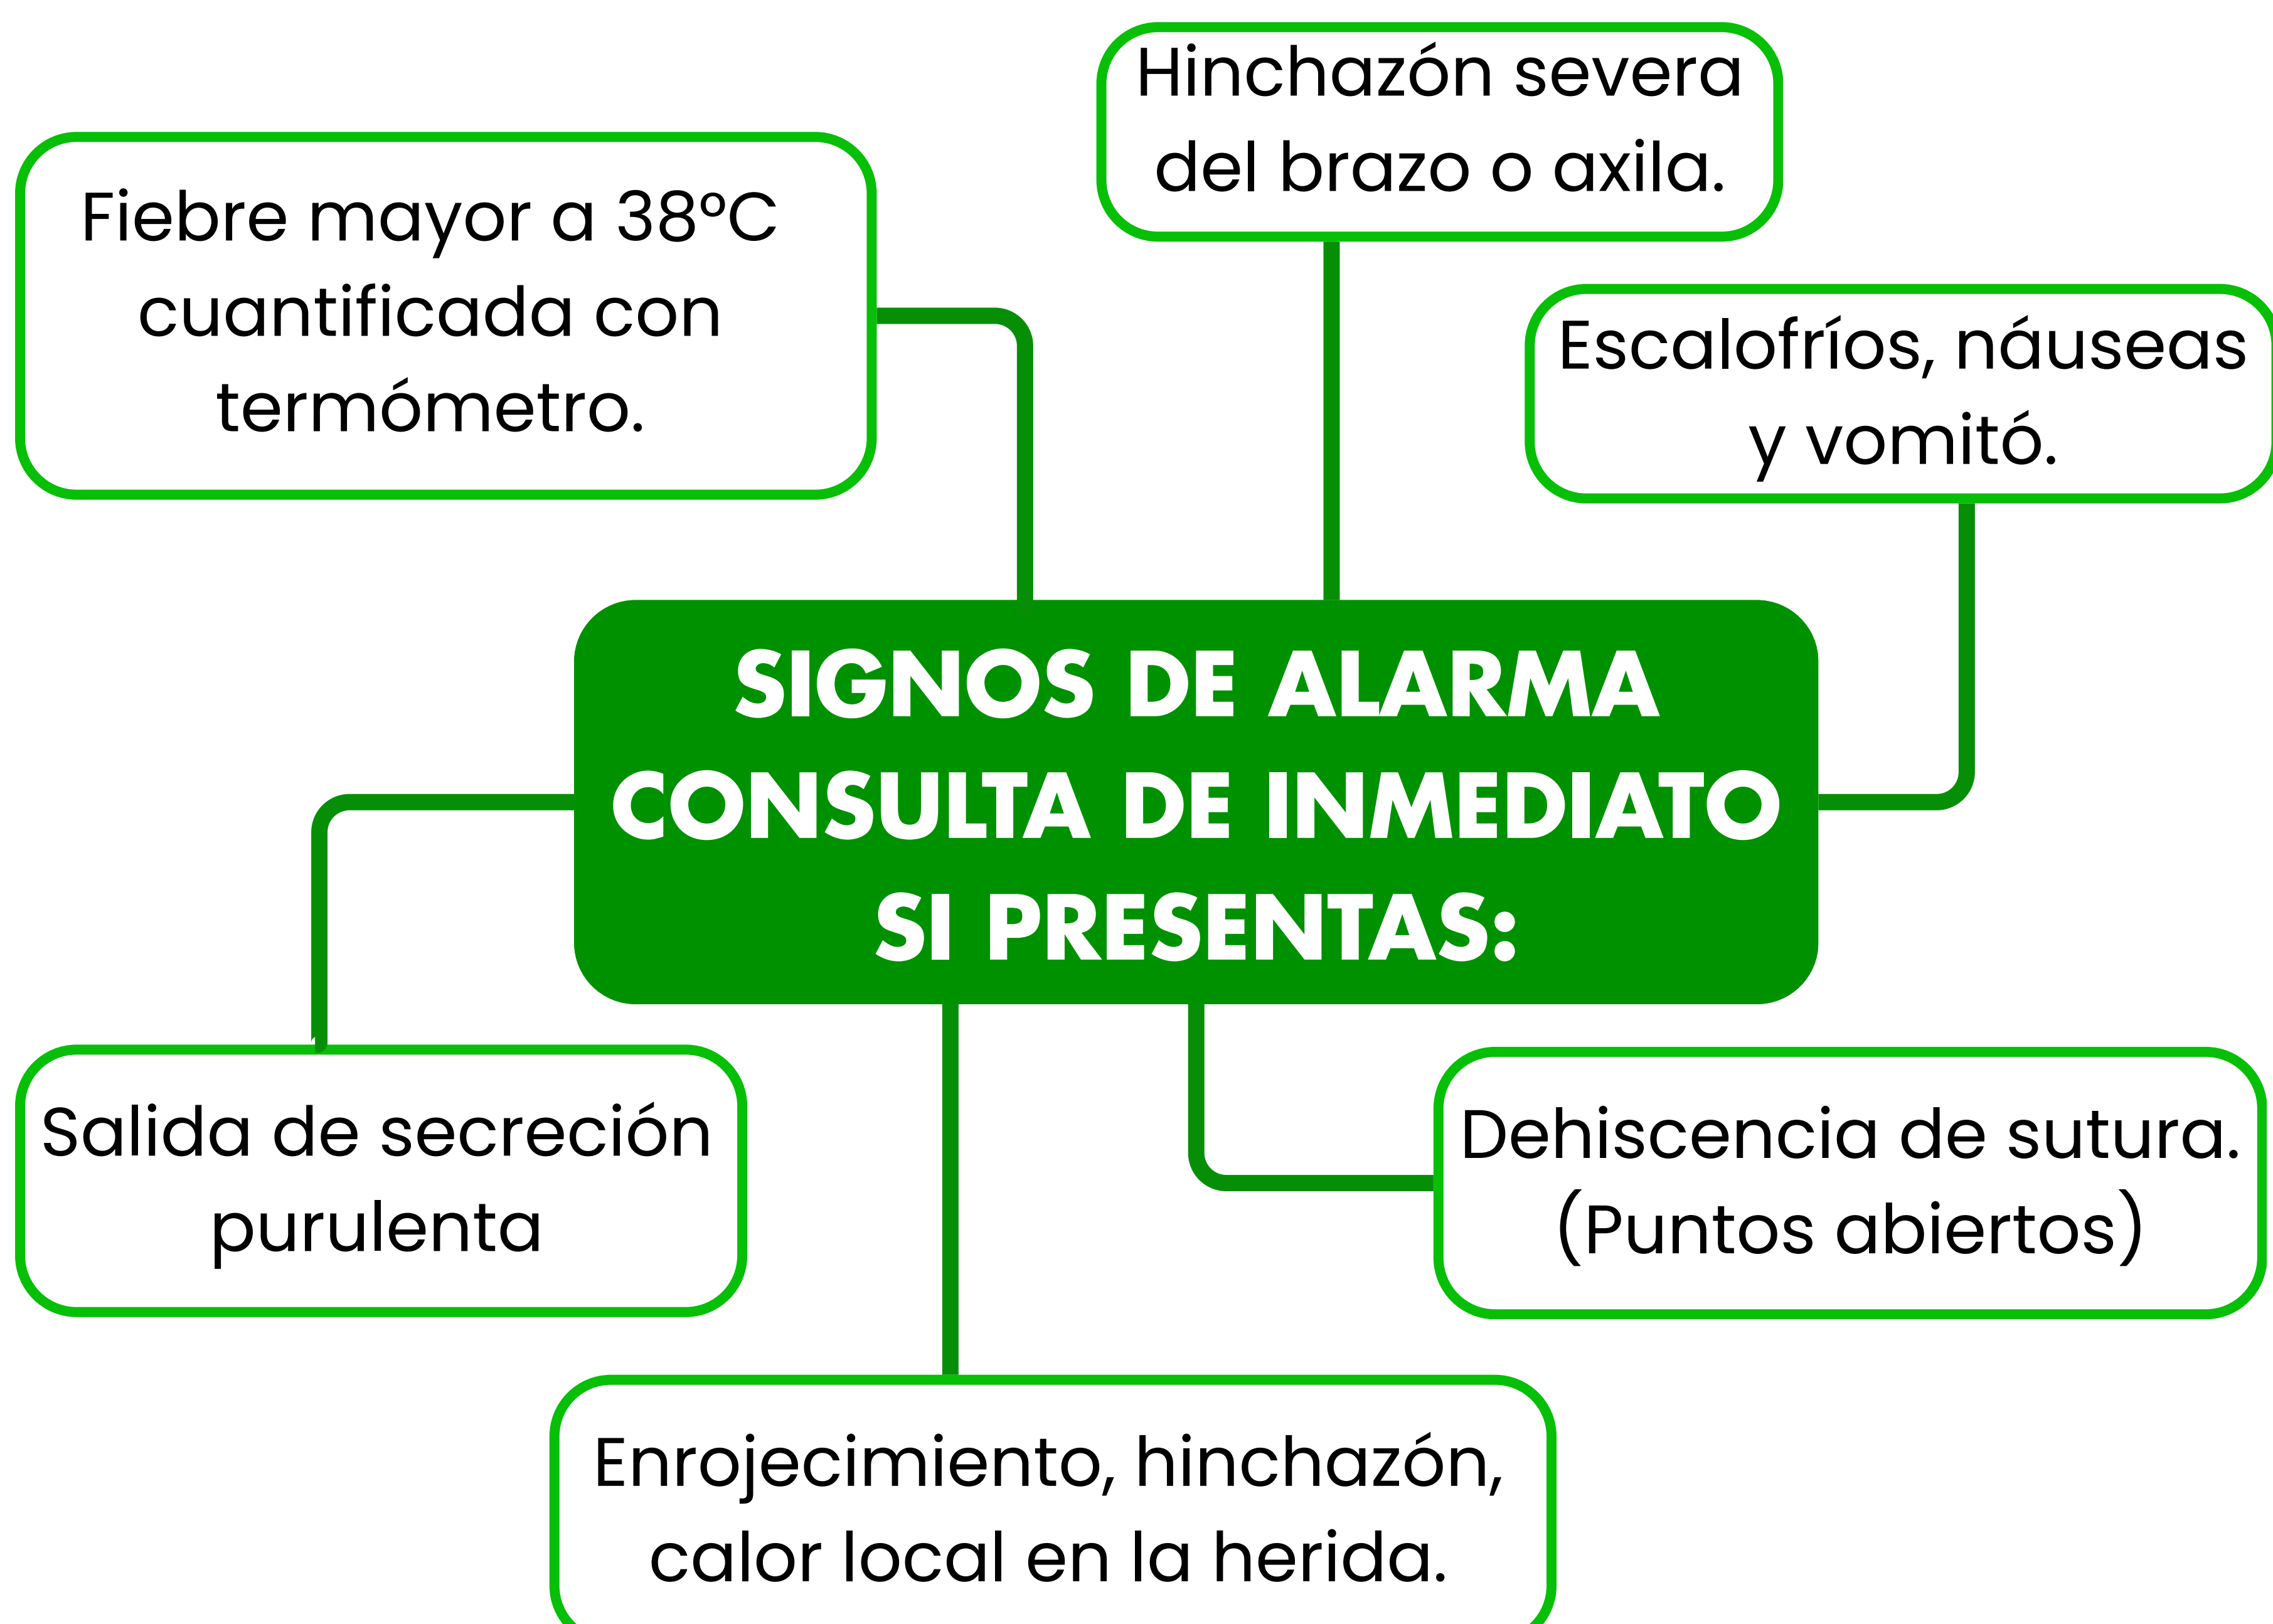 Hinchazón severa
del brazo o axila.
Fiebre mayor a 38ºC
cuantificada con
termómetro.
Escalofríos, náuseas
y vomitó.
SIGNOS DE ALARMA
CONSULTA DE INMEDIATO
SI PRESENTAS:
Salida de secreción
purulenta
Dehiscencia de sutura.
(Puntos abiertos)
Enrojecimiento, hinchazón,
calor local en la herida.